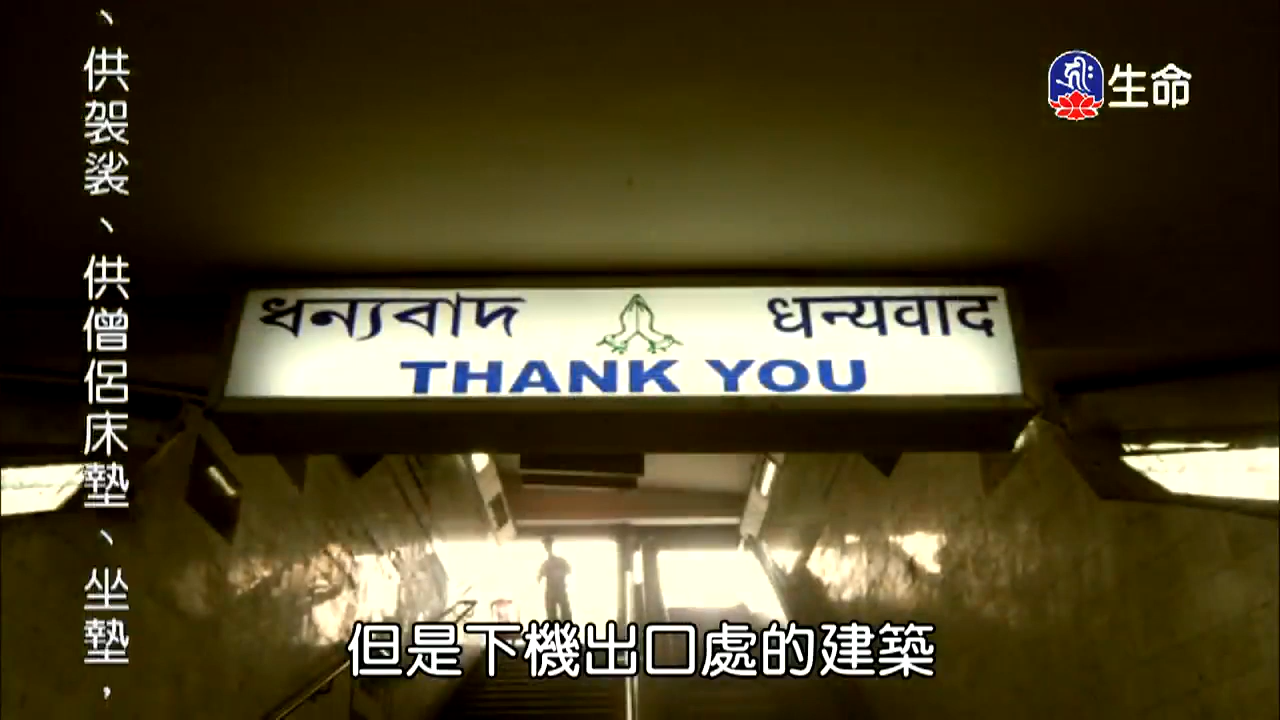 、供袈裟、供僧侶床墊、坐墊，
生命
ধন্যবাদ धन्यवाद
THANK YOU
但是下機出口處的建築